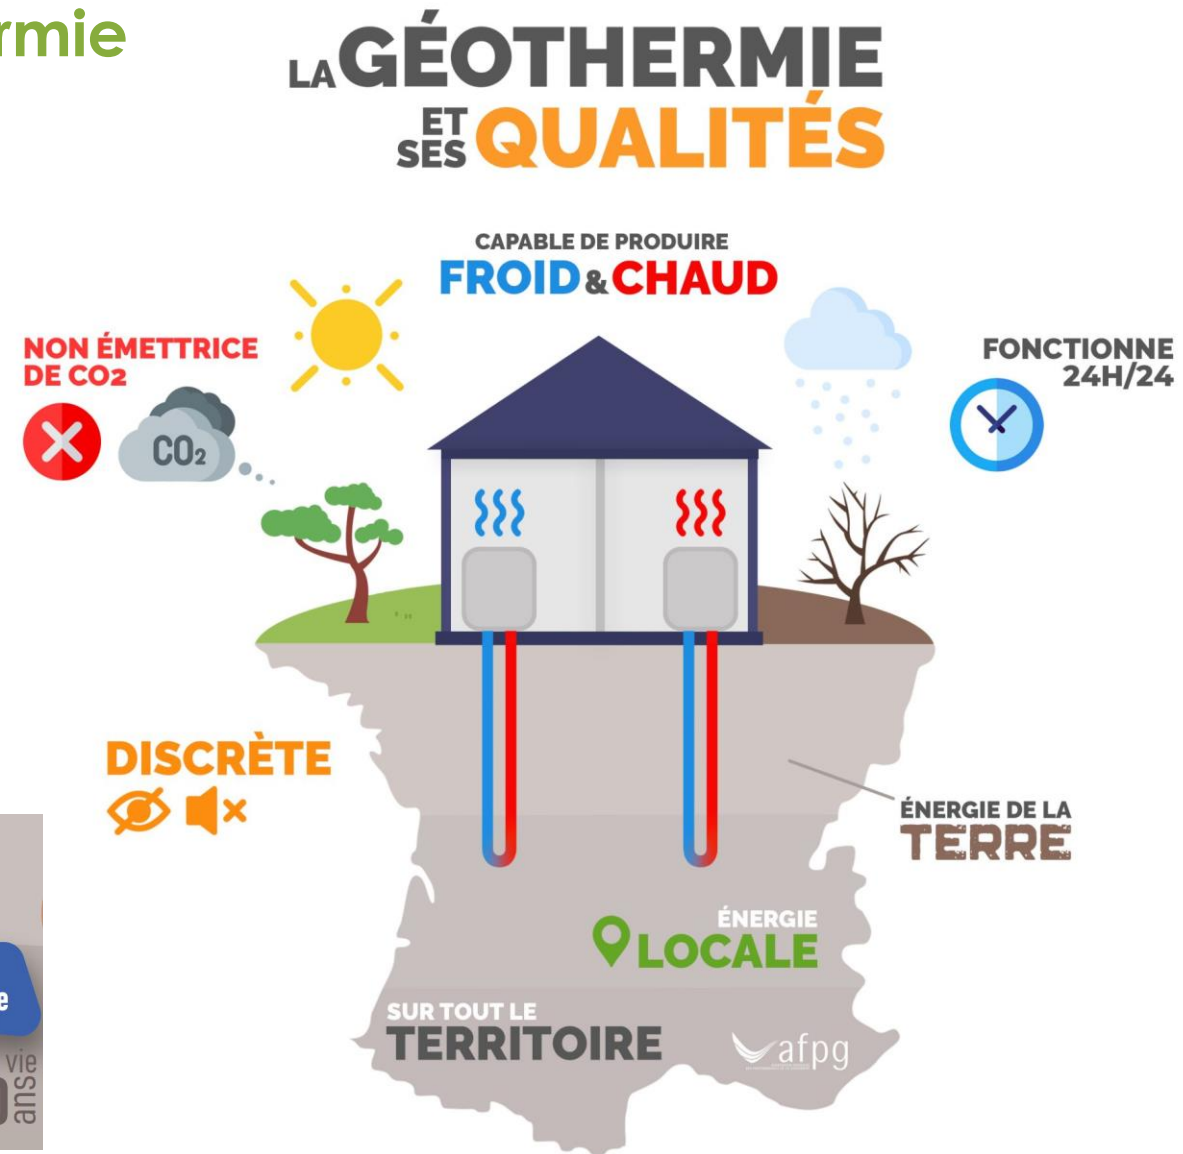 rmie
LA GÉOTHERMIE
ET SES QUALITÉS
CAPABLE DE PRODUIRE
FROID & CHAUD
NON ÉMETTRICE
DE CO2
CO₂
FONCTIONNE
24H/24
DISCRÈTE
ÉNERGIE DE LA
TERRE
ÉNERGIE
LOCALE
SUR TOUT LE
TERRITOIRE
afpg
e
vie
anse